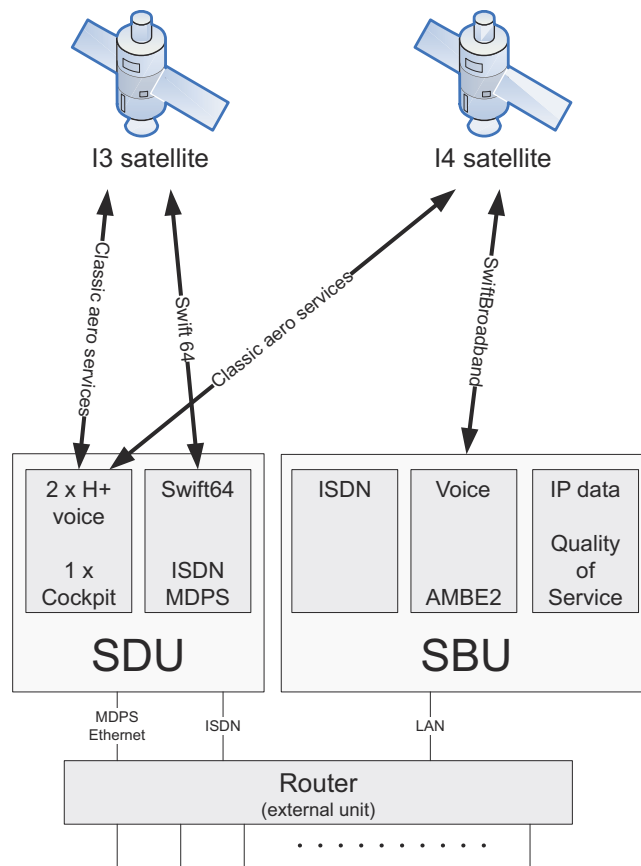 I3 satellite
I4 satellite
Classic aero services
Swift 64
Classic aero services
SwiftBroadband
2 x H+
voice
1 x
Cockpit
Swift64
ISDN
MDPS
SDU
ISDN
Voice
AMBE2
IP data
Quality
of
Service
SBU
MDPS
Ethernet
ISDN
LAN
Router
(external unit)